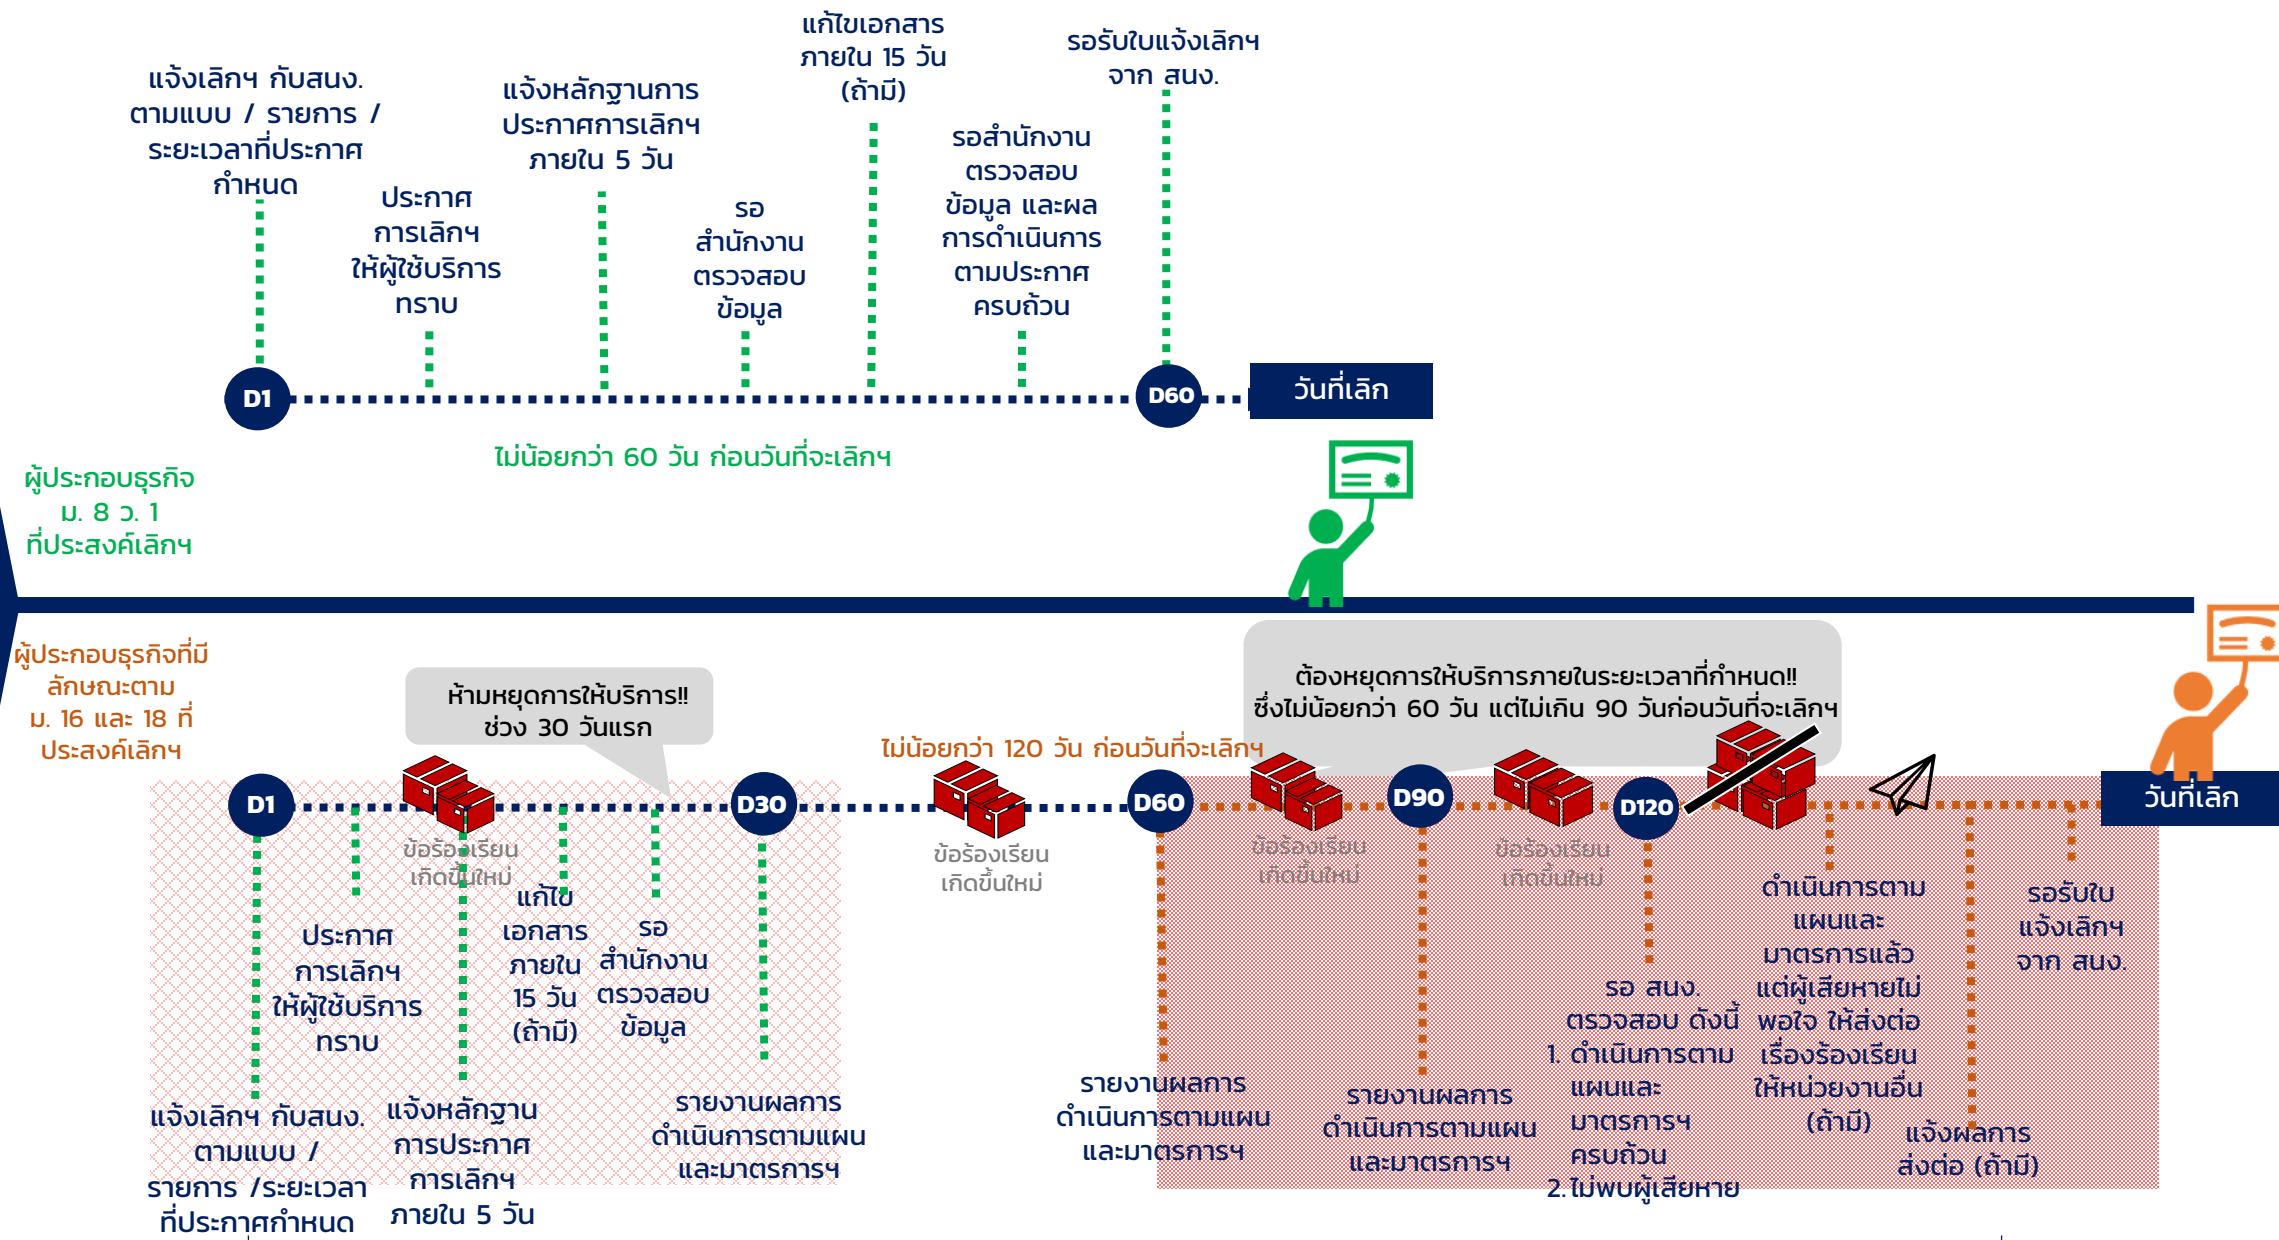 แจ้งเลิกฯ กับสนง.
ตามแบบ / รายการ /
ระยะเวลาที่ประกาศ
กำหนด
ประกาศ
การเลิกฯ
ให้ผู้ใช้บริการ
ทราบ
แจ้งหลักฐานการ
ประกาศการเลิกฯ
ภายใน 5 วัน
รอ
สำนักงาน
ตรวจสอบ
ข้อมูล
แก้ไขเอกสาร
ภายใน 15 วัน
(ถ้ามี)
รอสำนักงาน
ตรวจสอบ
ข้อมูล และผล
การดำเนินการ
ตามประกาศ
ครบถ้วน
รอรับใบแจ้งเลิกฯ
จาก สนง.
D1
D60
วันที่เลิก
ไม่น้อยกว่า 60 วัน ก่อนวันที่จะเลิกฯ
ผู้ประกอบธุรกิจ
ม. 8 ว. 1
ที่ประสงค์เลิกฯ
ผู้ประกอบธุรกิจที่มี
ลักษณะตาม
ม. 16 และ 18 ที่
ประสงค์เลิกฯ
ห้ามหยุดการให้บริการ!!
ช่วง 30 วันแรก
ไม่น้อยกว่า 120 วัน ก่อนวันที่จะเลิกฯ
ต้องหยุดการให้บริการภายในระยะเวลาที่กำหนด!!
ซึ่งไม่น้อยกว่า 60 วัน แต่ไม่เกิน 90 วันก่อนวันที่จะเลิกฯ
D1
D30
D60
D90
D120
วันที่เลิก
ข้อร้องเรียน
เกิดขึ้นใหม่
ข้อร้องเรียน
เกิดขึ้นใหม่
ข้อร้องเรียน
เกิดขึ้นใหม่
ข้อร้องเรียน
เกิดขึ้นใหม่
แจ้งเลิกฯ กับสนง.
ตามแบบ /
รายการ /ระยะเวลา
ที่ประกาศกำหนด
ประกาศ
การเลิกฯ
ให้ผู้ใช้บริการ
ทราบ
แจ้งหลักฐาน
การประกาศ
การเลิกฯ
ภายใน 5 วัน
แก้ไข
เอกสาร
ภายใน
15 วัน
(ถ้ามี)
รอ
สำนักงาน
ตรวจสอบ
ข้อมูล
รายงานผลการ
ดำเนินการตามแผน
และมาตรการฯ
รายงานผลการ
ดำเนินการตามแผน
และมาตรการฯ
รายงานผลการ
ดำเนินการตามแผน
และมาตรการฯ
รอ สนง.
ตรวจสอบ ดังนี้
1. ดำเนินการตาม
แผนและ
มาตรการฯ
ครบถ้วน
2. ไม่พบผู้เสียหาย
ดำเนินการตาม
แผนและ
มาตรการแล้ว
แต่ผู้เสียหายไม่
พอใจ ให้ส่งต่อ
เรื่องร้องเรียน
ให้หน่วยงานอื่น
(ถ้ามี)
แจ้งผลการ
ส่งต่อ (ถ้ามี)
รอรับใบ
แจ้งเลิกฯ
จาก สนง.